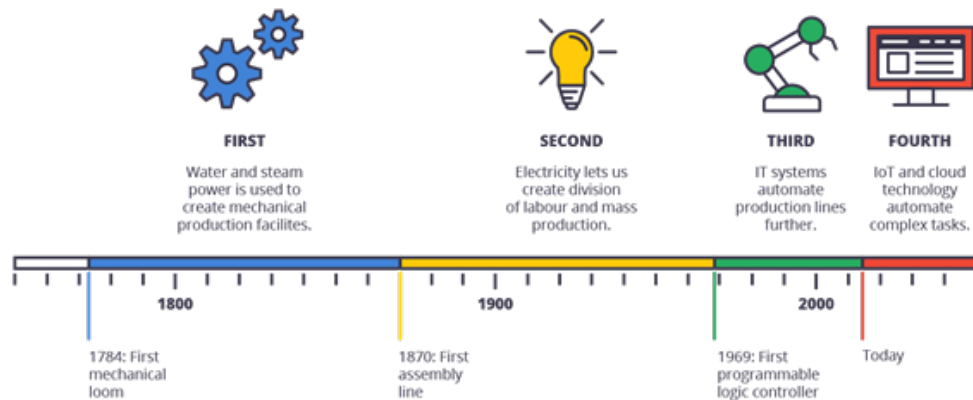 FIRST
Water and steam
power is used to
create mechanical
production facilites.
SECOND
Electricity lets us
create division
of labour and mass
production.
THIRD
IT systems
automate
production lines
further.
FOURTH
IoT and cloud
technology
automate
complex tasks.
1800
1900
2000
1784: First
mechanical
loom
1870: First
assembly
line
1969: First
programmable
logic controller
Today